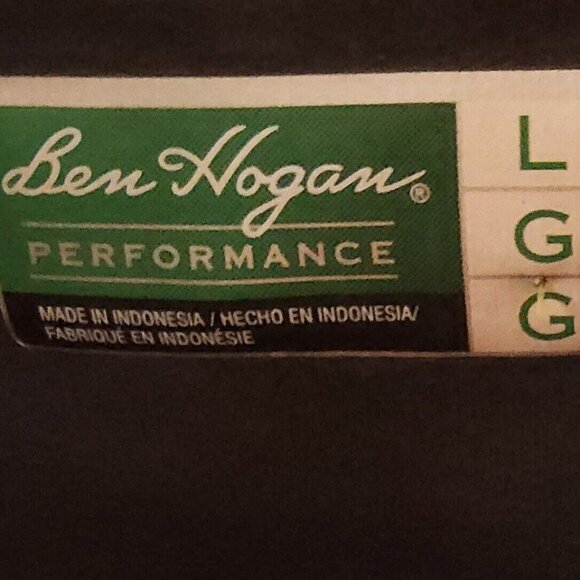 Ben Hogan®
PERFORMANCE
MADE IN INDONESIA / HECHO EN INDONESIA/
FABRIQUÉ EN INDONÉSIE
L
G
G